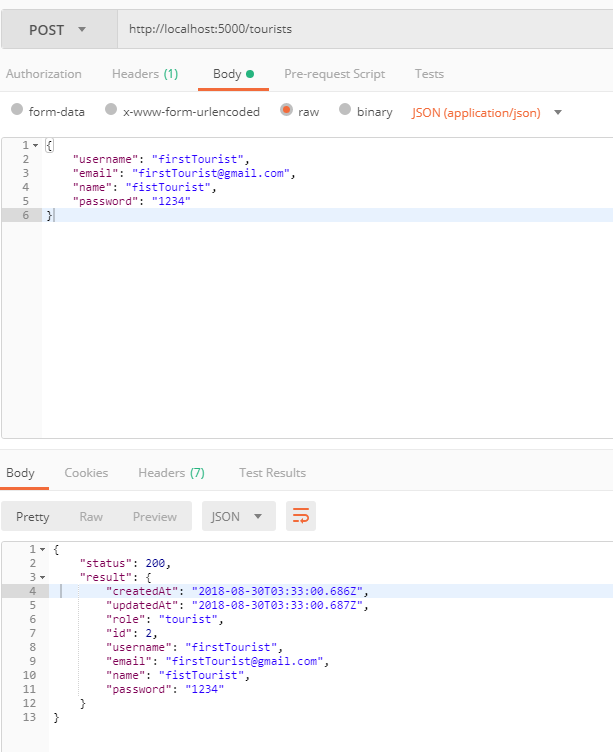 POST http://localhost:5000/tourists
Authorization Headers (1) Body Pre-request Script Tests
form-data x-www-form-urlencoded raw binary JSON (application/json)
1 {
2 "username": "firstTourist",
3 "email": "firstTourist@gmail.com",
4 "name": "fistTourist",
5 "password": "1234"
6 }
Body Cookies Headers (7) Test Results
Pretty Raw Preview JSON
1 {
2 "status": 200,
3 "result": {
4 "createdAt": "2018-08-30T03:33:00.686Z",
5 "updatedAt": "2018-08-30T03:33:00.687Z",
6 "role": "tourist",
7 "id": 2,
8 "username": "firstTourist",
9 "email": "firstTourist@gmail.com",
10 "name": "fistTourist",
11 "password": "1234"
12 }
13 }